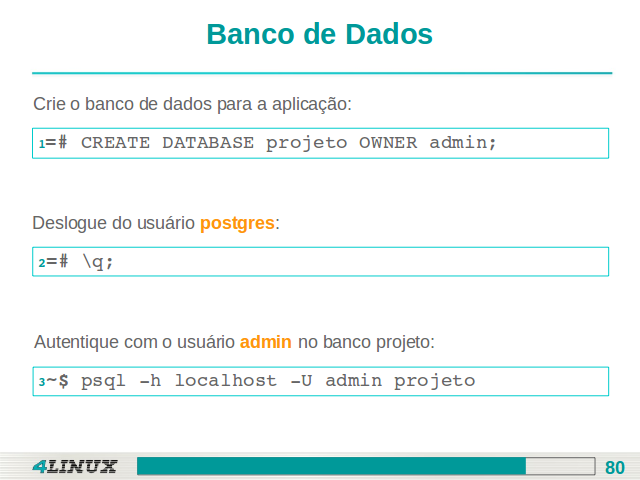 Banco de Dados
Crie o banco de dados para a aplicação:
1=# CREATE DATABASE projeto OWNER admin;
Deslogue do usuário postgres:
2=# \q;
Autentique com o usuário admin no banco projeto:
3~$ psql -h localhost -U admin projeto
4LINUX
80